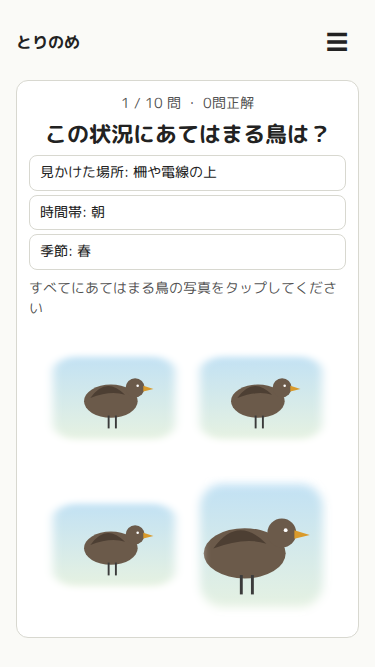 とりのめ
1 / 10 問 · 0問正解
この状況にあてはまる鳥は？
見かけた場所: 柵や電線の上
時間帯: 朝
季節: 春
すべてにあてはまる鳥の写真をタップしてくださ
い